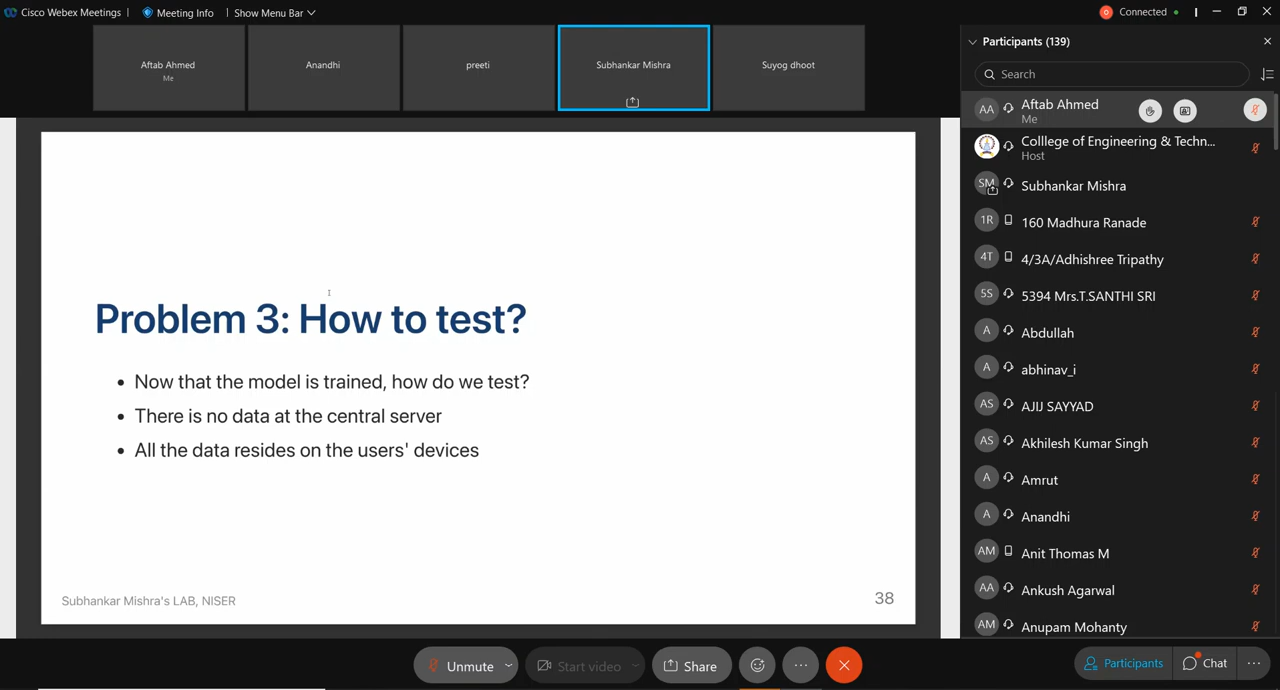 Cisco Webex Meetings
Meeting Info
Show Menu Bar
Connected
Aftab Ahmed
Me
Anandhi
preeti
Subhankar Mishra
Suyog dhoot
Problem 3: How to test?
• Now that the model is trained, how do we test?
• There is no data at the central server
• All the data resides on the users' devices
Subhankar Mishra's LAB, NISER
38
Participants (139)
Search
AA Aftab Ahmed
Me
Colllege of Engineering & Techn...
Host
SM Subhankar Mishra
1R 160 Madhura Ranade
4T 4/3A/Adhishree Tripathy
5S 5394 Mrs.T.SANTHI SRI
A Abdullah
A abhinav_i
AS AJIJ SAYYAD
AS Akhilesh Kumar Singh
A Amrut
A Anandhi
AM Anit Thomas M
AA Ankush Agarwal
AM Anupam Mohanty
Unmute
Start video
Share
Participants
Chat